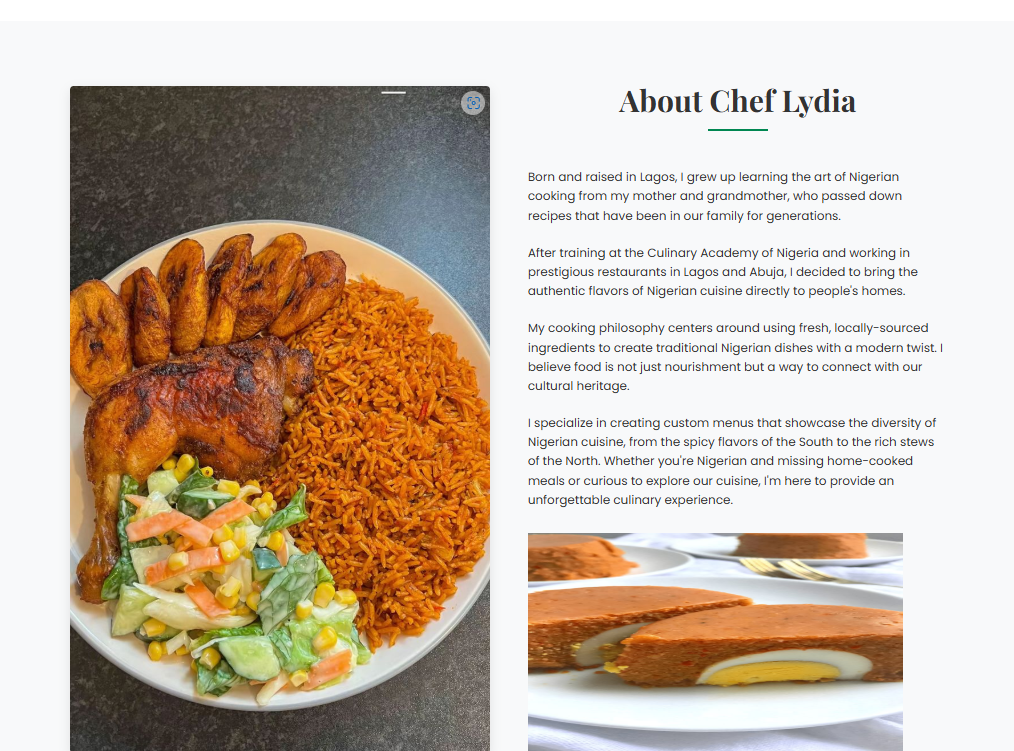 About Chef Lydia
Born and raised in Lagos, I grew up learning the art of Nigerian
cooking from my mother and grandmother, who passed down
recipes that have been in our family for generations.
After training at the Culinary Academy of Nigeria and working in
prestigious restaurants in Lagos and Abuja, I decided to bring the
authentic flavors of Nigerian cuisine directly to people's homes.
My cooking philosophy centers around using fresh, locally-sourced
ingredients to create traditional Nigerian dishes with a modern twist. I
believe food is not just nourishment but a way to connect with our
cultural heritage.
I specialize in creating custom menus that showcase the diversity of
Nigerian cuisine, from the spicy flavors of the South to the rich stews
of the North. Whether you're Nigerian and missing home-cooked
meals or curious to explore our cuisine, I'm here to provide an
unforgettable culinary experience.